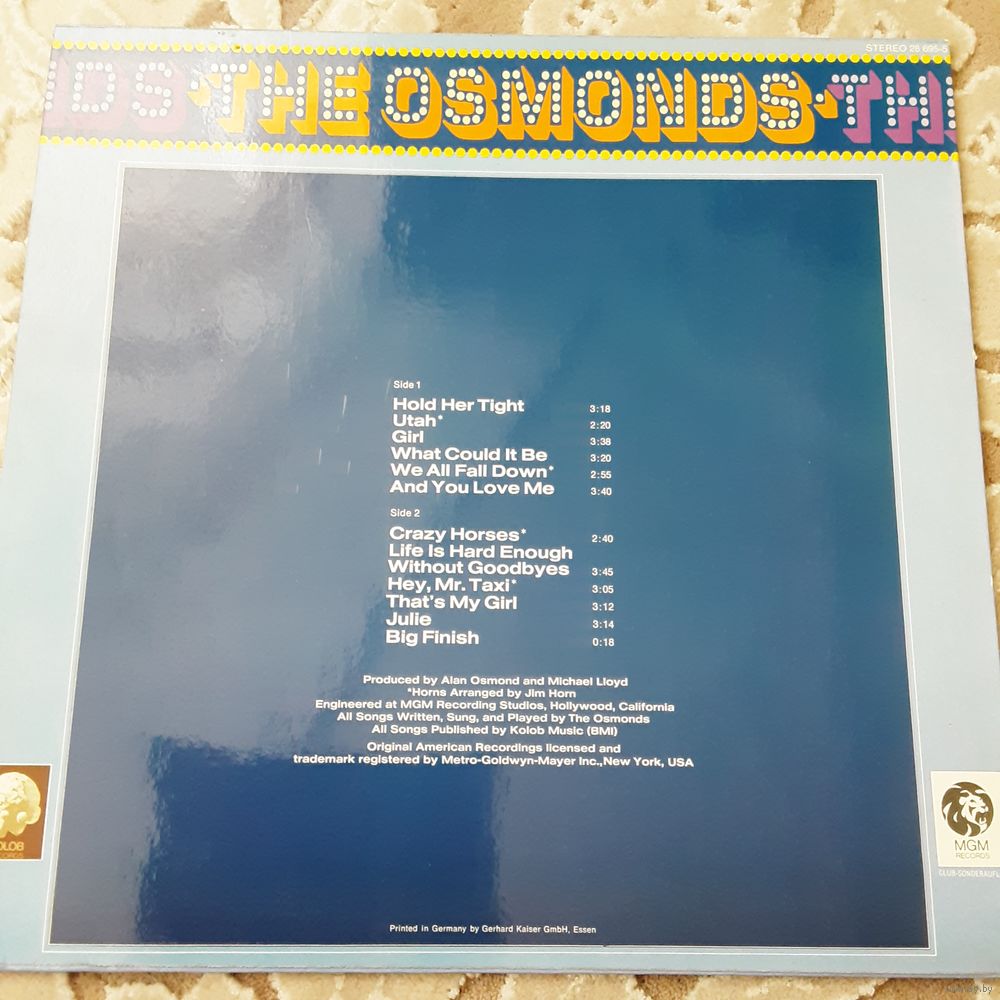 STEREO 26 695-5
DS · THE OSMONDS · TH
Side 1
Hold Her Tight 3:18
Utah* 2:20
Girl 3:38
What Could It Be 3:20
We All Fall Down* 2:55
And You Love Me 3:40
Side 2
Crazy Horses* 2:40
Life Is Hard Enough
Without Goodbyes 3:45
Hey, Mr. Taxi* 3:05
That's My Girl 3:12
Julie 3:14
Big Finish 0:18
Produced by Alan Osmond and Michael Lloyd
*Horns Arranged by Jim Horn
Engineered at MGM Recording Studios, Hollywood, California
All Songs Written, Sung, and Played by The Osmonds
All Songs Published by Kolob Music (BMI)
Original American Recordings licensed and
trademark registered by Metro-Goldwyn-Mayer Inc., New York, USA
OLOB
CORDS
MGM
RECORDS
CLUB-SONDERAUFL
Printed in Germany by Gerhard Kaiser GmbH, Essen